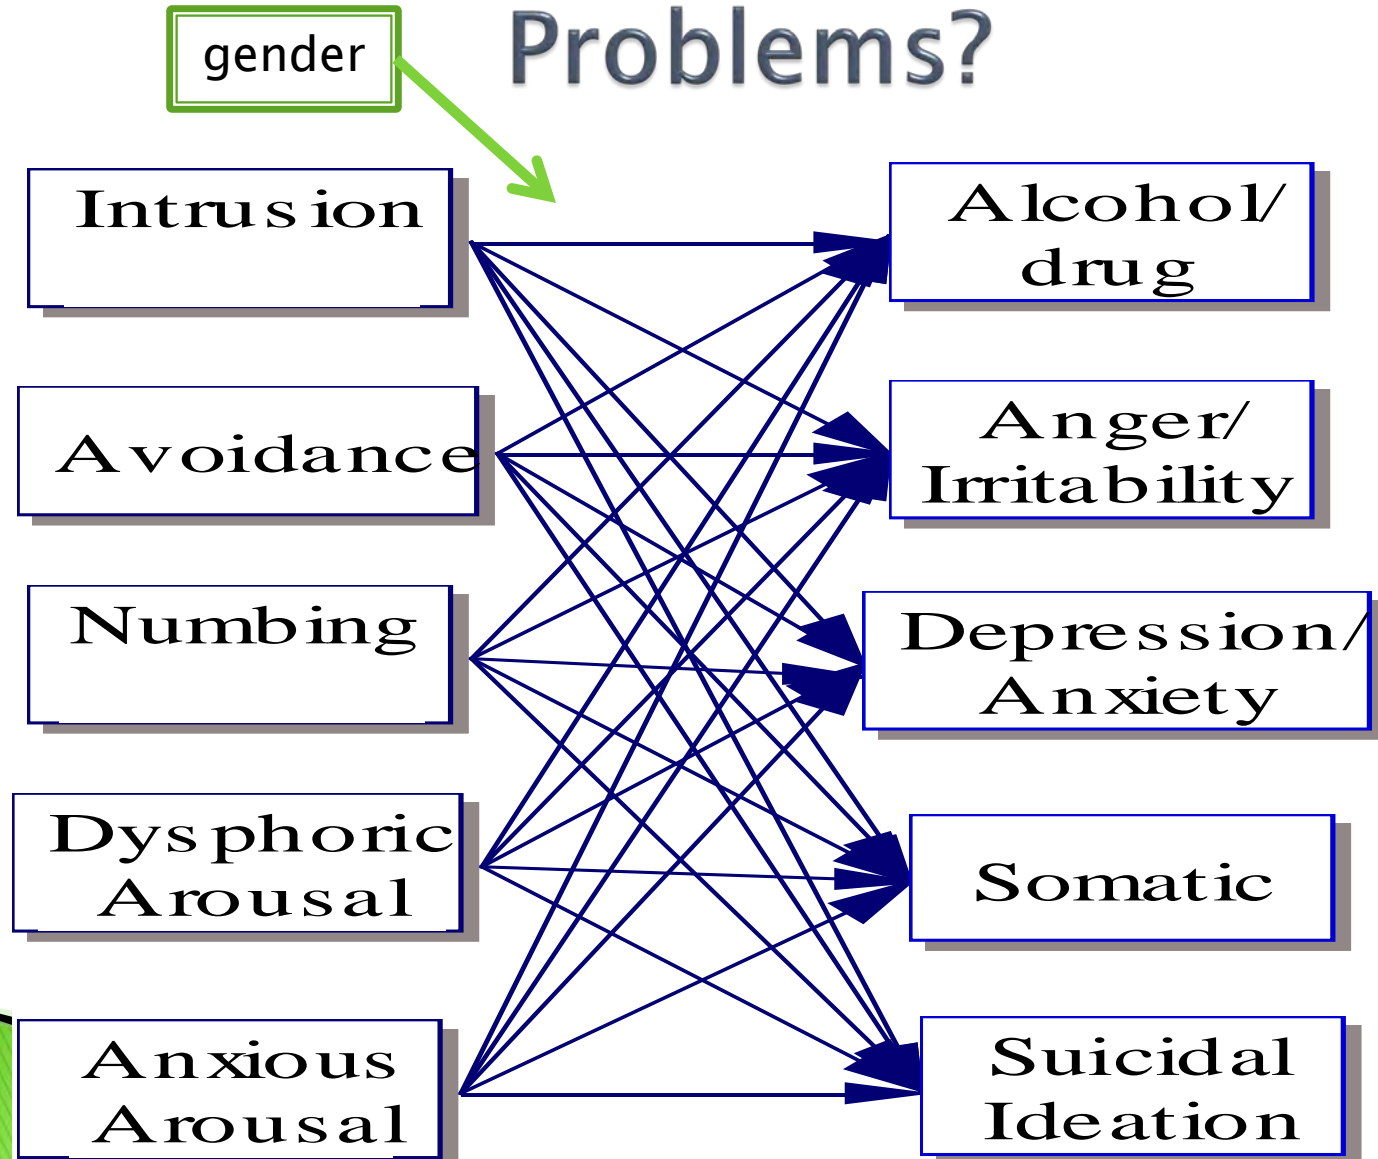 gender
Problems?
Intrusion
Avoidance
Numbing
Dysphoric
Arousal
Anxious
Arousal
Alcohol/
drug
Anger/
Irritability
Depression/
Anxiety
Somatic
Suicidal
Ideation